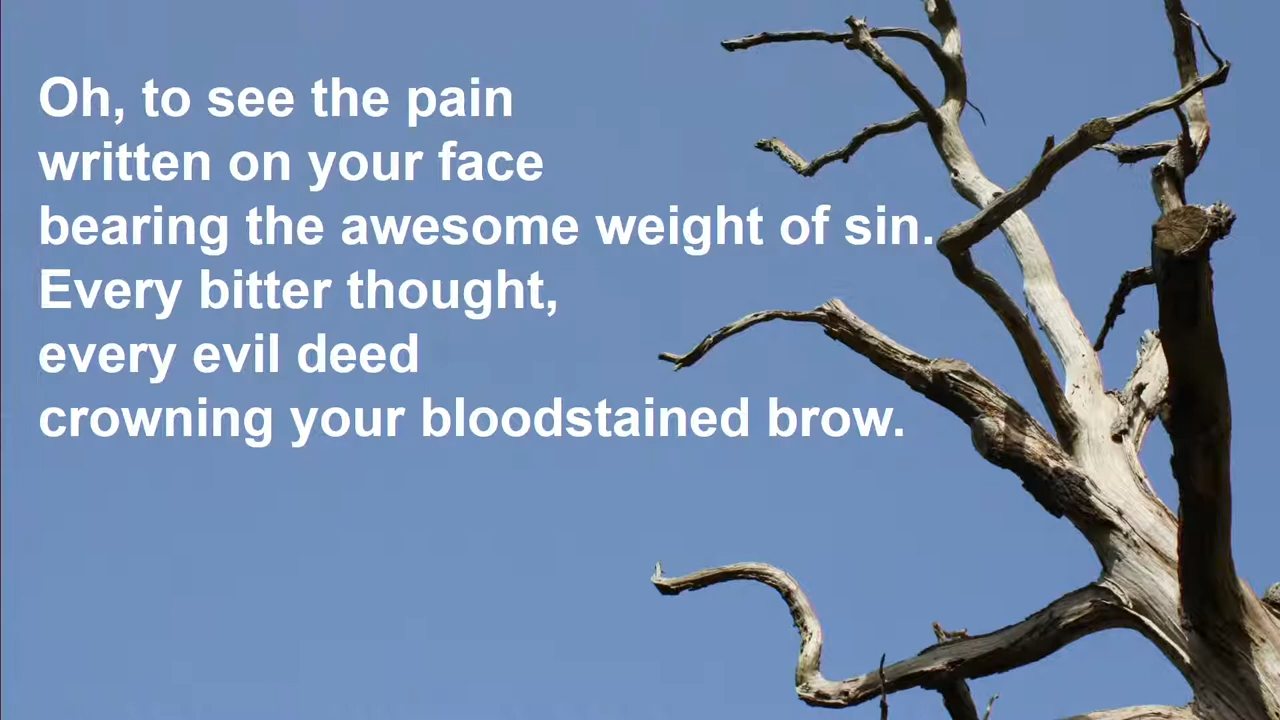 Oh, to see the pain
written on your face
bearing the awesome weight of sin.
Every bitter thought,
every evil deed
crowning your bloodstained brow.